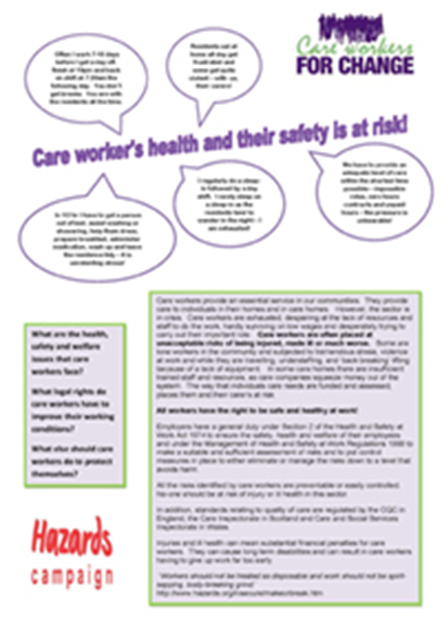 Often I work 7-10 days
before I get a day off.
finish at 10pm and back
on shift at 7.30am the
following day. You don't
get breaks. You are with
the residents all the time.
Residents not at
home all day get
frustrated and
some get quite
violent – with us,
their carers!
Care workers
FOR CHANGE
Care worker's health and their safety is at risk!
I regularly do a sleep-
in followed by a day
shift. I rarely sleep on
a sleep-in as the
residents tend to
wander in the night – I
am exhausted!
We have to provide an
adequate level of care
within the shortest time
possible – impossible
rotas, zero hours
contracts and unpaid
hours – the pressure is
unbearable!
In 15 hr I have to get a person
out of bed, assist washing or
showering, help them dress,
prepare breakfast, administer
medication, wash up and leave
the residence tidy – it is
unrelenting stress!
What are the health,
safety and welfare
issues that care
workers face?
What legal rights do
care workers have to
improve their working
conditions?
What else should care
workers do to protect
themselves?
Hazards
campaign
Care workers provide an essential service in our communities. They provide
care to individuals in their homes and in care homes. However, the sector is
in crisis. Care workers are exhausted, despairing at the lack of resources and
staff to do the work, hardly surviving on low wages and desperately trying to
carry out their important role. Care workers are often placed at
unacceptable risks of being injured, made ill or much worse. Some are
lone workers in the community and subjected to tremendous stress, violence
at work and while they are travelling, understaffing, and 'back breaking' lifting
because of a lack of equipment. In some care homes there are insufficient
trained staff and resources, as care companies squeeze money out of the
system. The way that individuals care needs are funded and assessed,
places them and their carer's at risk.
All workers have the right to be safe and healthy at work!
Employers have a general duty under Section 2 of the Health and Safety at
Work Act 1974 to ensure the safety, health and welfare of their employees
and under the Management of Health and Safety at Work Regulations 1999 to
make a suitable and sufficient assessment of risks and to put control
measures in place to either eliminate or manage the risks down to a level that
avoids harm.
All the risks identified by care workers are preventable or easily controlled.
No-one should be at risk of injury or ill health in this sector.
In addition, standards relating to quality of care are regulated by the CQC in
England, the Care Inspectorate in Scotland and Care and Social Services
Inspectorate in Wales.
Injuries and ill health can mean substantial financial penalties for care
workers. They can cause long term disabilities and can result in care workers
having to give up work far too early.
'Workers should not be treated as disposable and work should not be spirit-
sapping, body-breaking grind'
http://www.hazards.org/insecure/makeorbreak.htm